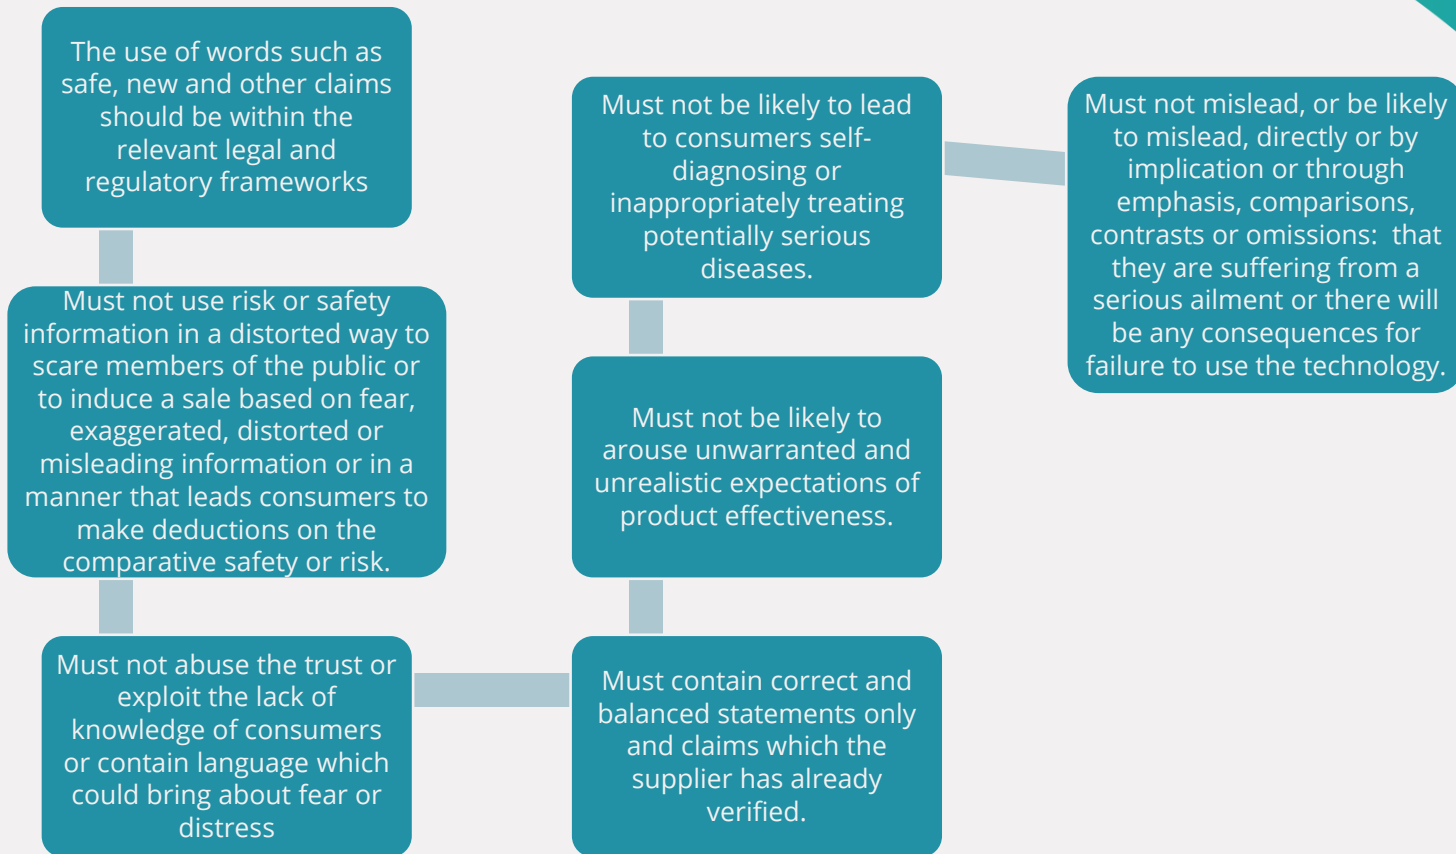 The use of words such as
safe, new and other claims
should be within the
relevant legal and
regulatory frameworks
Must not use risk or safety
information in a distorted way to
scare members of the public or
to induce a sale based on fear,
exaggerated, distorted or
misleading information or in a
manner that leads consumers to
make deductions on the
comparative safety or risk.
Must not abuse the trust or
exploit the lack of
knowledge of consumers
or contain language which
could bring about fear or
distress
Must contain correct and
balanced statements only
and claims which the
supplier has already
verified.
Must not be likely to
arouse unwarranted and
unrealistic expectations of
product effectiveness.
Must not be likely to lead
to consumers self-
diagnosing or
inappropriately treating
potentially serious
diseases.
Must not mislead, or be likely
to mislead, directly or by
implication or through
emphasis, comparisons,
contrasts or omissions:  that
they are suffering from a
serious ailment or there will
be any consequences for
failure to use the technology.